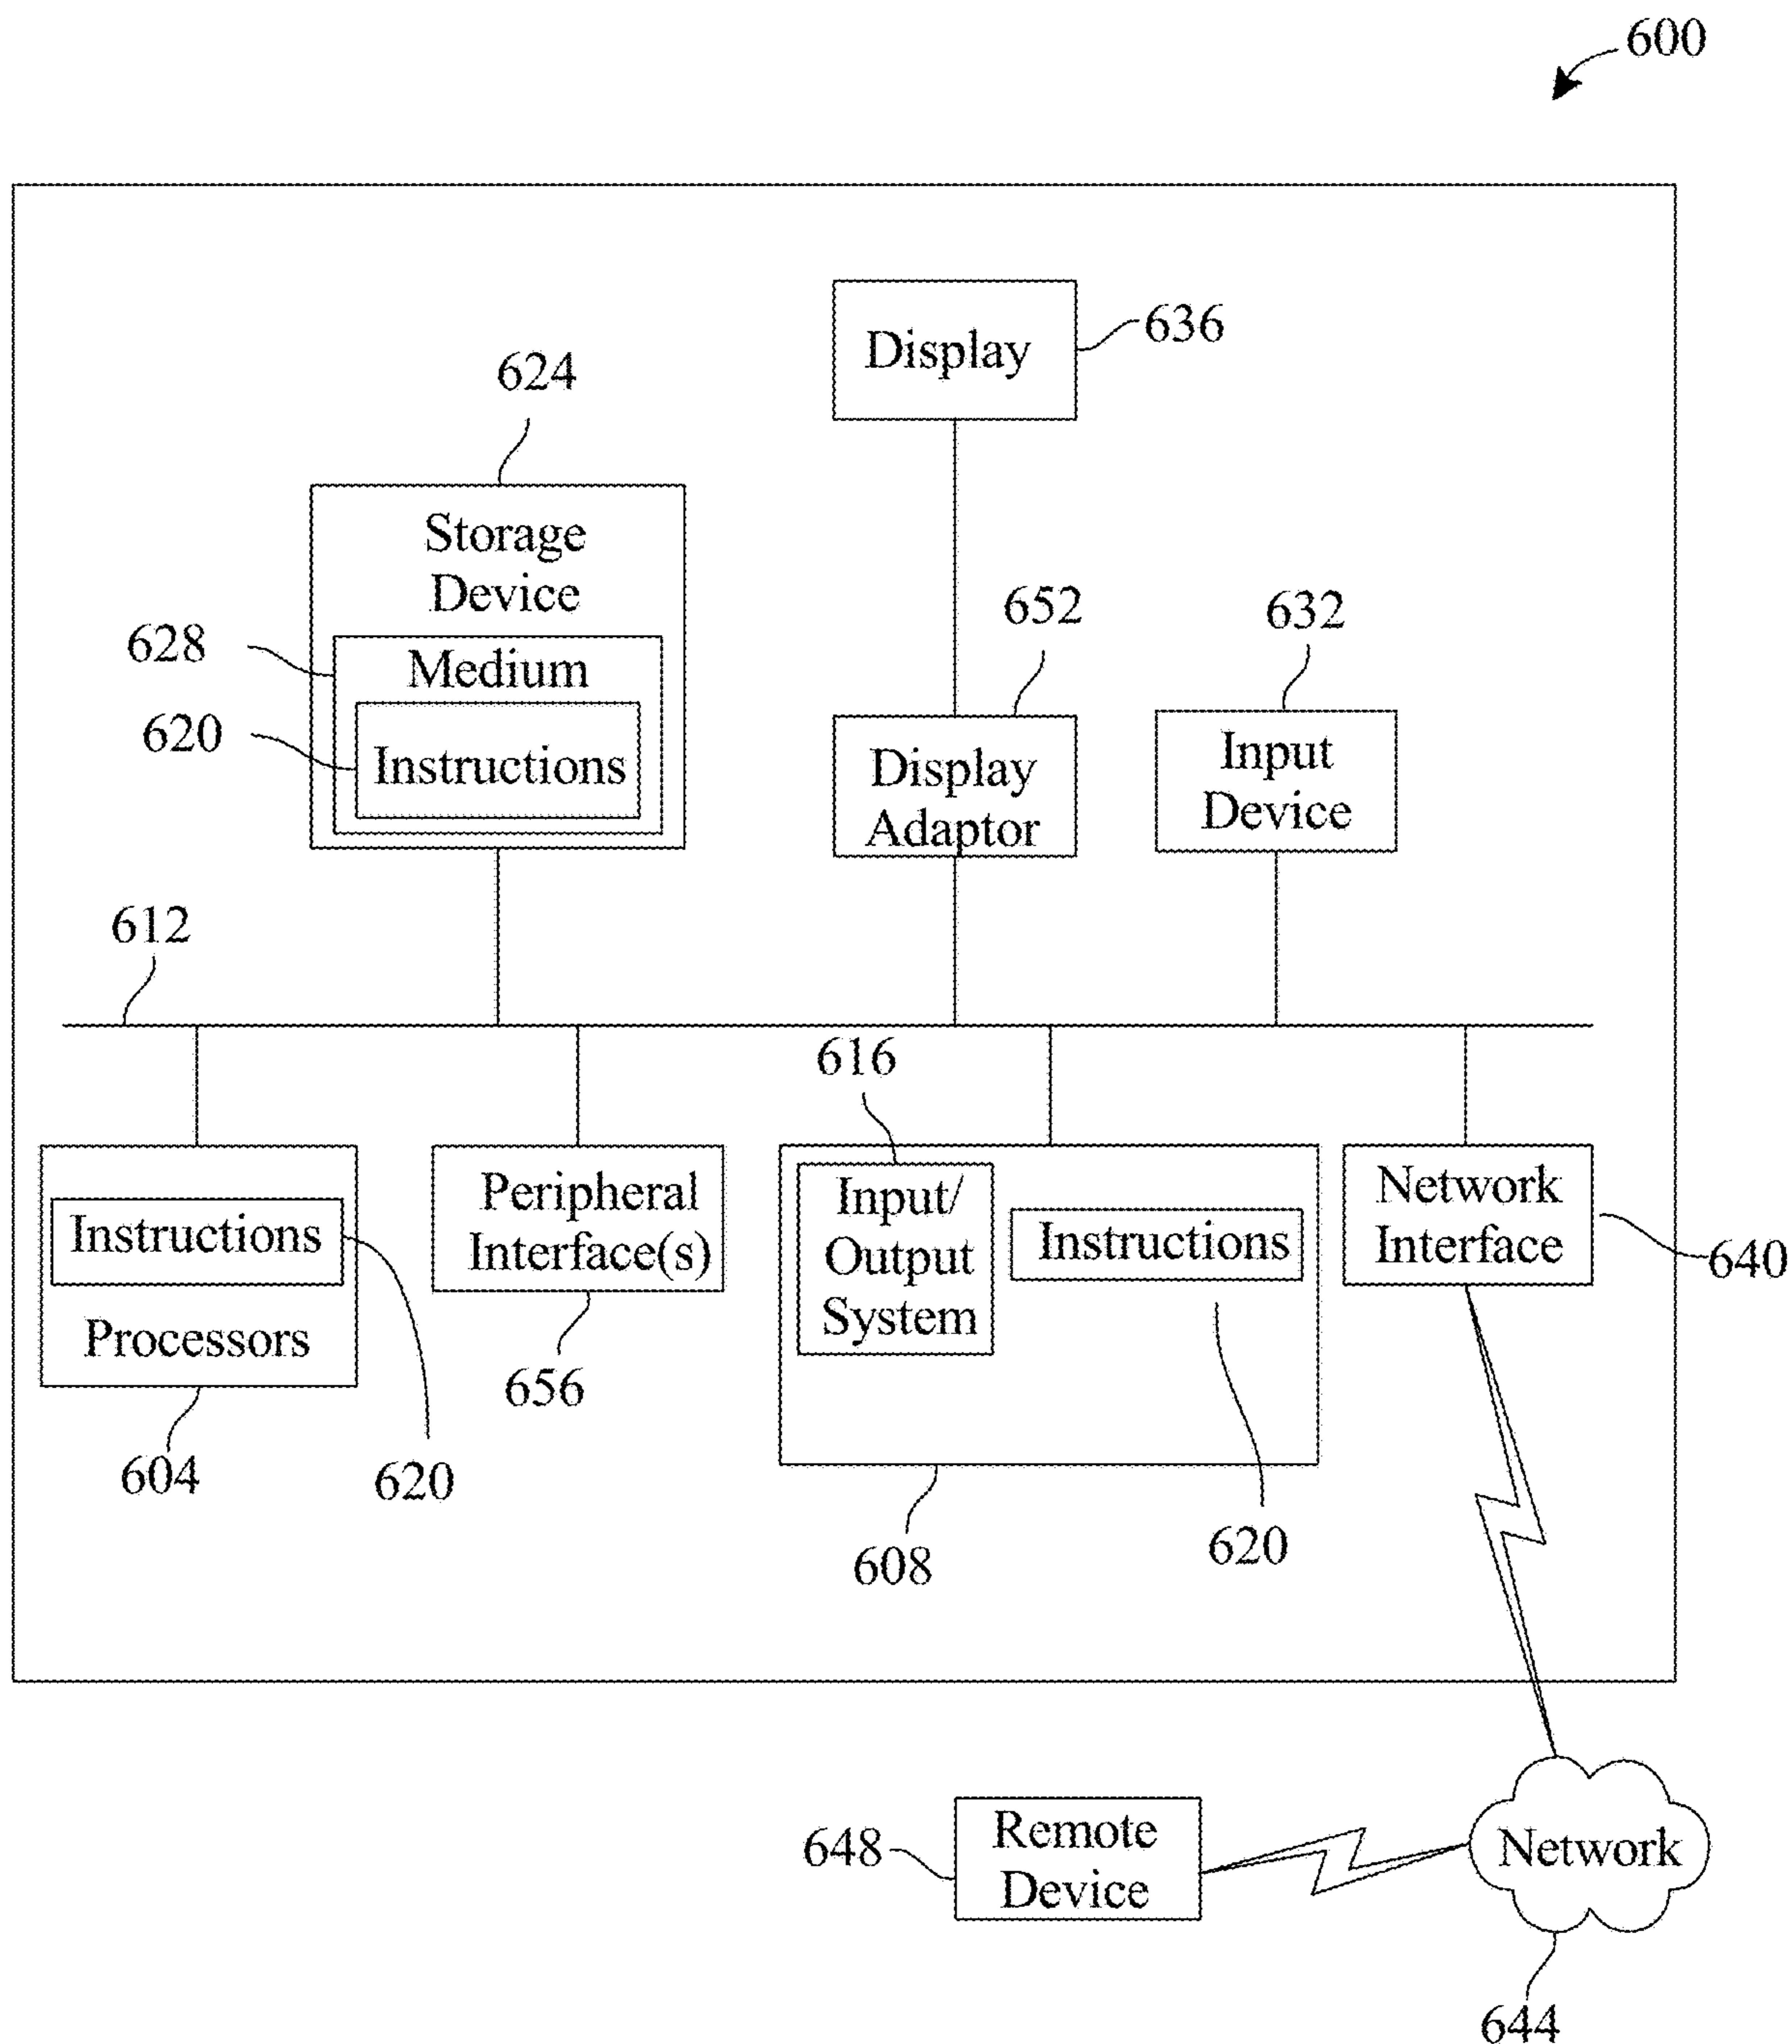 600
Display
636
624
Storage
Device
628
Medium
620
Instructions
652
Display
Adaptor
632
Input
Device
612
616
Instructions
Processors
604
620
Peripheral
Interface(s)
656
Input/
Output
System
Instructions
608
620
Network
Interface
640
648
Remote
Device
Network
644